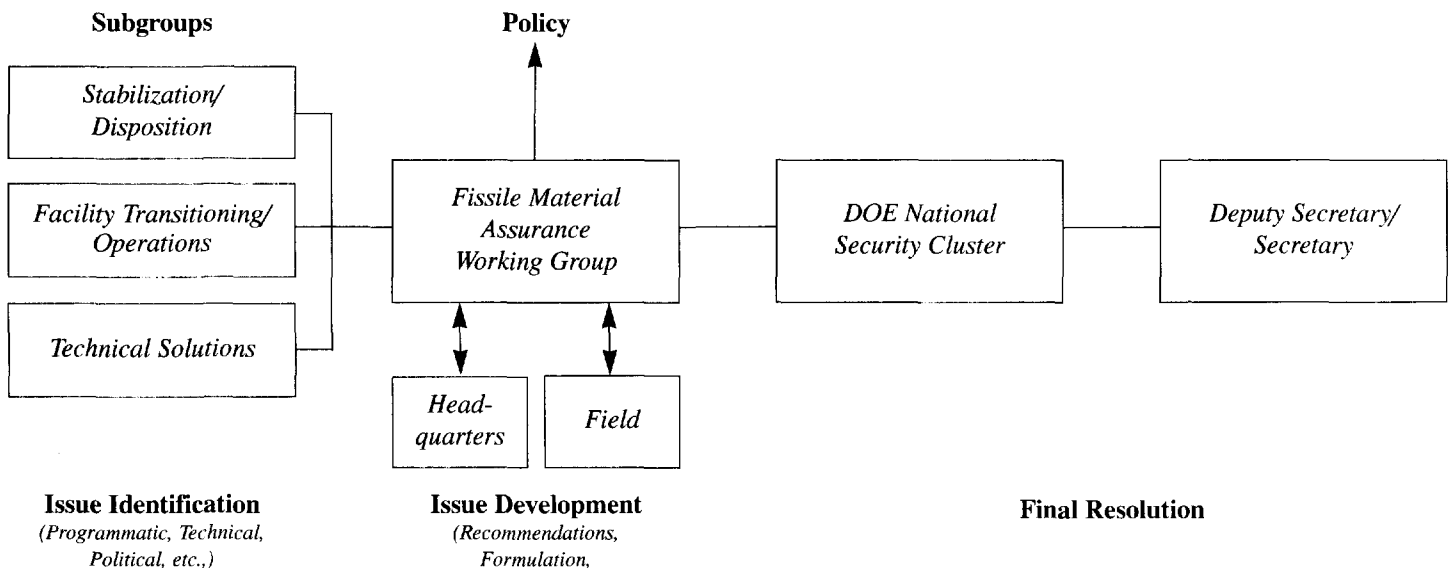 Subgroups
Policy
Stabilization/
Disposition
Facility Transitioning/
Operations
Technical Solutions
Fissile Material
Assurance
Working Group
DOE National
Security Cluster
Deputy Secretary/
Secretary
Head-
quarters
Field
Issue Identification
(Programmatic, Technical,
Political, etc.,)
Issue Development
(Recommendations,
Formulation,
Final Resolution